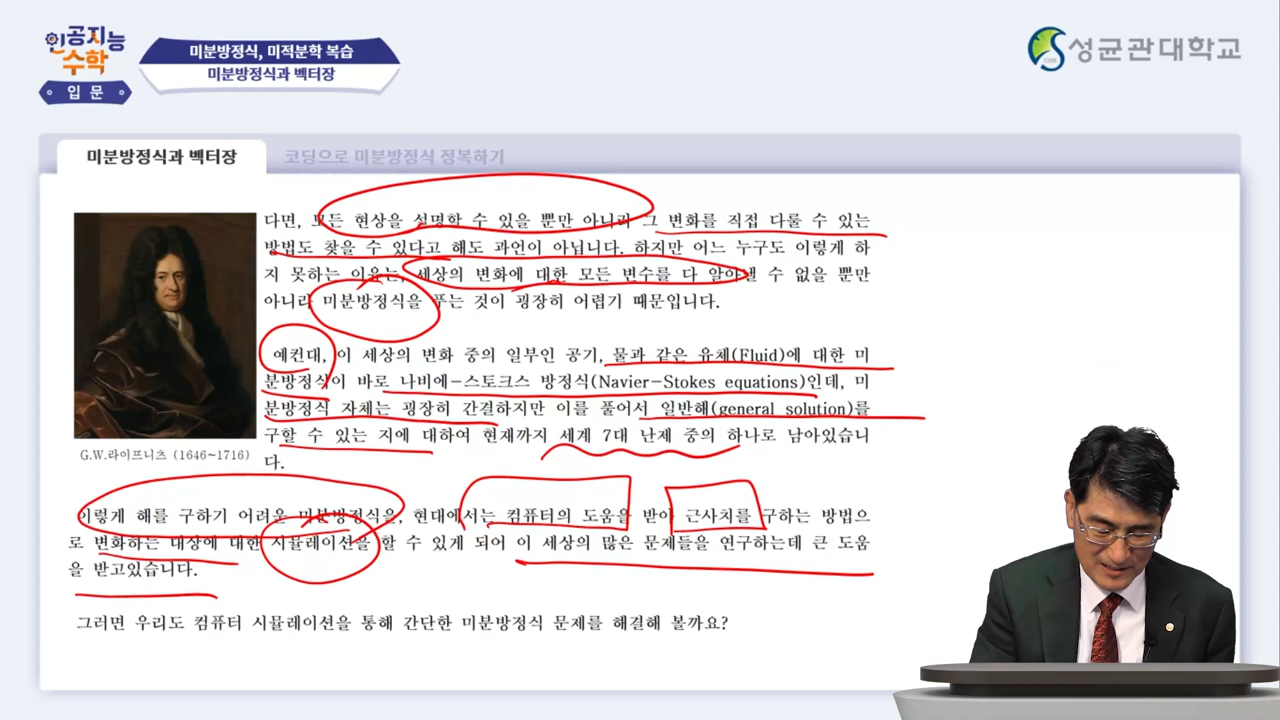 인공지능
수학
입문
미분방정식, 미적분학 복습
미분방정식과 벡터장
1398
성균관대학교
미분방정식과 벡터장
코딩으로 미분방정식 정복하기
다면, 모든 현상을 설명할 수 있을 뿐만 아니라 그 변화를 직접 다룰 수 있는
방법도 찾을 수 있다고 해도 과언이 아닙니다. 하지만 어느 누구도 이렇게 하
지 못하는 이유는, 세상의 변화에 대한 모든 변수를 다 알아낼 수 없을 뿐만
아니라 미분방정식을 푸는 것이 굉장히 어렵기 때문입니다.
예컨대, 이 세상의 변화 중의 일부인 공기, 물과 같은 유체(Fluid)에 대한 미
분방정식이 바로 나비에-스토크스 방정식(Navier-Stokes equations)인데, 미
분방정식 자체는 굉장히 간결하지만 이를 풀어서 일반해(general solution)를
구할 수 있는 지에 대하여 현재까지 세계 7대 난제 중의 하나로 남아있습니
다.
G.W.라이프니츠 (1646~1716)
이렇게 해를 구하기 어려운 미분방정식을, 현대에서는 컴퓨터의 도움을 받아 근사치를 구하는 방법으
로 변화하는 대상에 대한 시뮬레이션을 할 수 있게 되어 이 세상의 많은 문제들을 연구하는데 큰 도움
을 받고있습니다.
그러면 우리도 컴퓨터 시뮬레이션을 통해 간단한 미분방정식 문제를 해결해 볼까요?